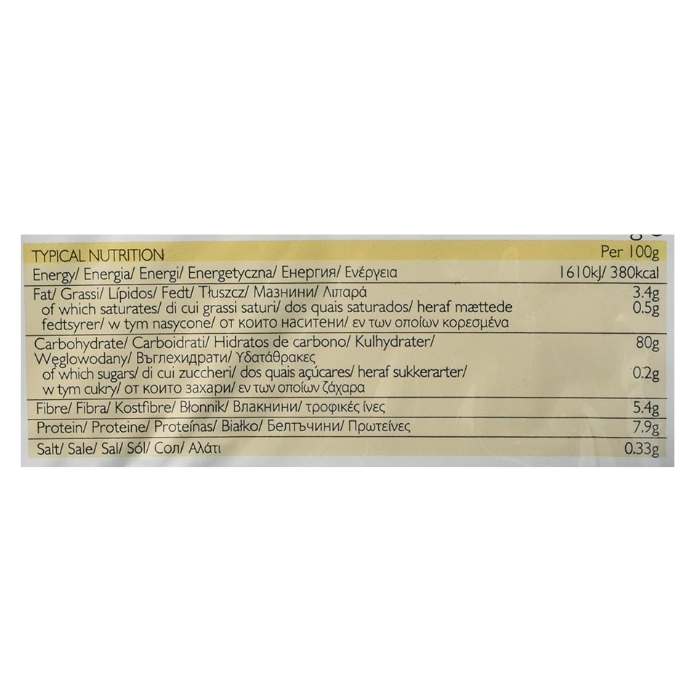 TYPICAL NUTRITION Per 100g
Energy/ Energia/ Energi/ Energetyczna/ Енергия/ Ενέργεια 1610kJ/ 380kcal
Fat/ Grassi/ Lípidos/ Fedt/ Tłuszcz/ Мазнини/ Λιπαρά 3.4g
of which saturates/ di cui grassi saturi/ dos quais saturados/ heraf mættede 0.5g
fedtsyrer/ w tym nasycone/ от които наситени/ εν των οποίων κορεσμένα
Carbohydrate/ Carboidrati/ Hidratos de carbono/ Kulhydrater/ 80g
Węglowodany/ Въглехидрати/ Υδατάθρακες
of which sugars/ di cui zuccheri/ dos quais açúcares/ heraf sukkerarter/ 0.2g
w tym cukry/ от които захари/ εν των οποίων ζάχαρα
Fibre/ Fibra/ Kostfibre/ Błonnik/ Влакнини/ τροφικές ίνες 5.4g
Protein/ Proteine/ Proteínas/ Białko/ Белтъчини/ Πρωτείνες 7.9g
Salt/ Sale/ Sal/ Sól/ Сол/ Αλάτι 0.33g